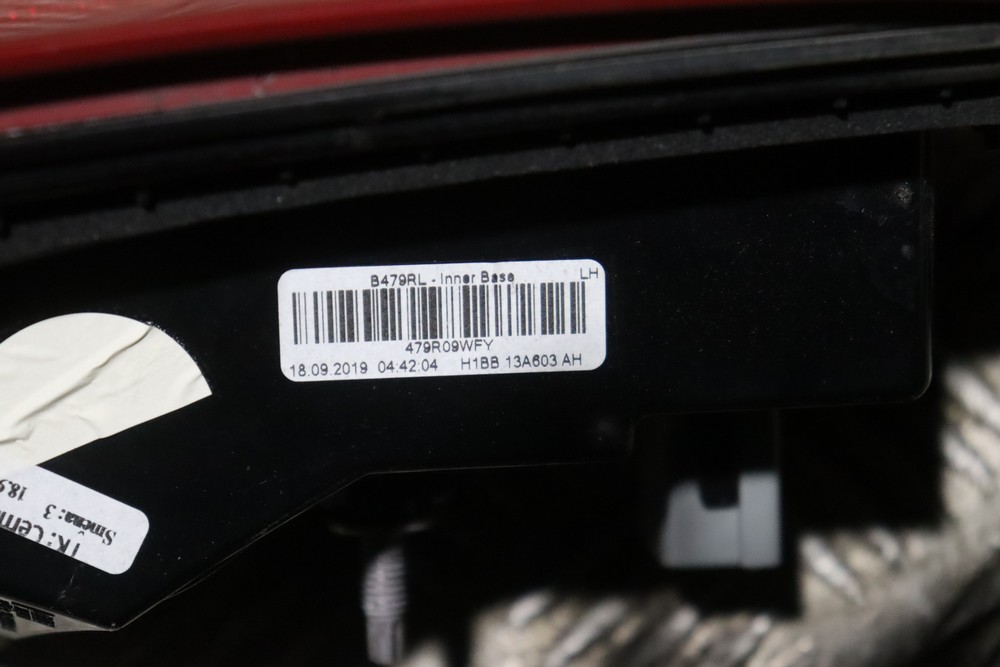 B479RL - Inner Base LH
479R09WFY
18.09.2019 04:42:04 H1BB 13A603 AH
Smena: 3